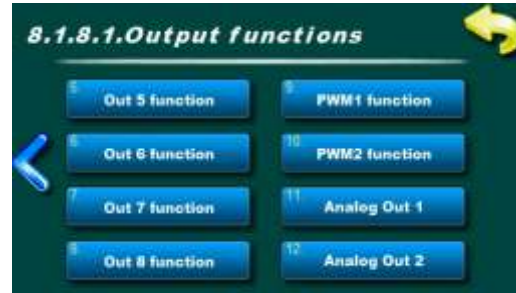 8.1.8.1.Output functions
5
Out 5 function
6
Out 6 function
7
Out 7 function
8
Out 8 function
9
PWM1 function
10
PWM2 function
11
Analog Out 1
12
Analog Out 2